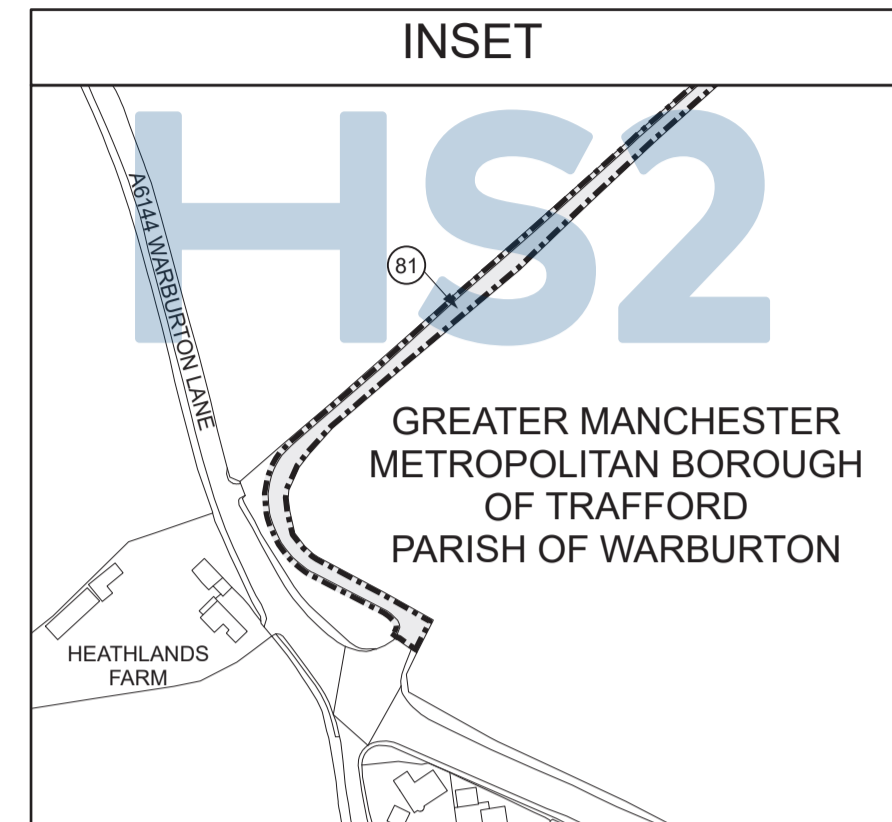 INSET
HS2
A6144 WARBURTON LANE
81
GREATER MANCHESTER
METROPOLITAN BOROUGH
OF TRAFFORD
PARISH OF WARBURTON
HEATHLANDS
FARM